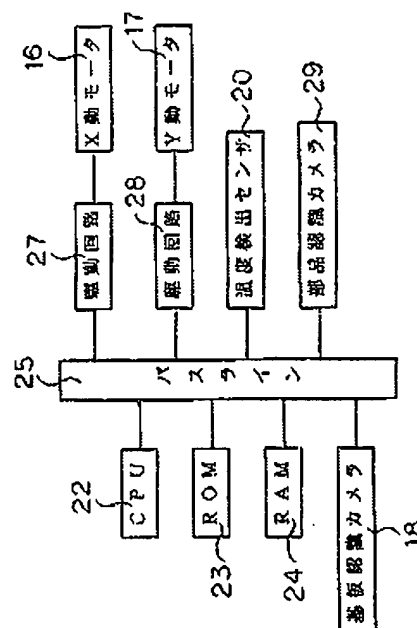 22
CPU
23
ROM
24
RAM
18
基板認識カメラ
25
バスライン
27
駆動回路
16
X動モータ
28
駆動回路
17
Y動モータ
20
温度検出センサ
29
部品認識カメラ